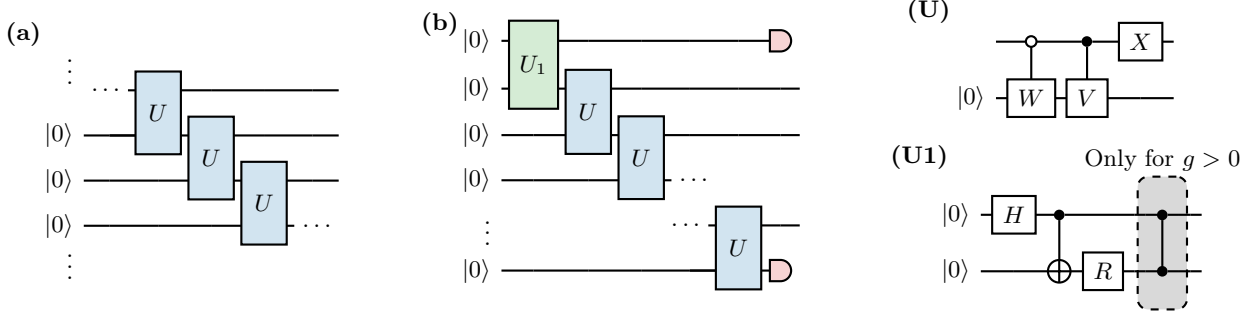 (a)
⋮
··· U
|0⟩ U
|0⟩ U
|0⟩ ···
⋮
(b)
|0⟩ U₁
|0⟩ U
|0⟩ U
|0⟩ ···
⋮ ··· U
|0⟩
(U)
X
|0⟩ W V
(U1)
Only for g > 0
|0⟩ H
|0⟩ R